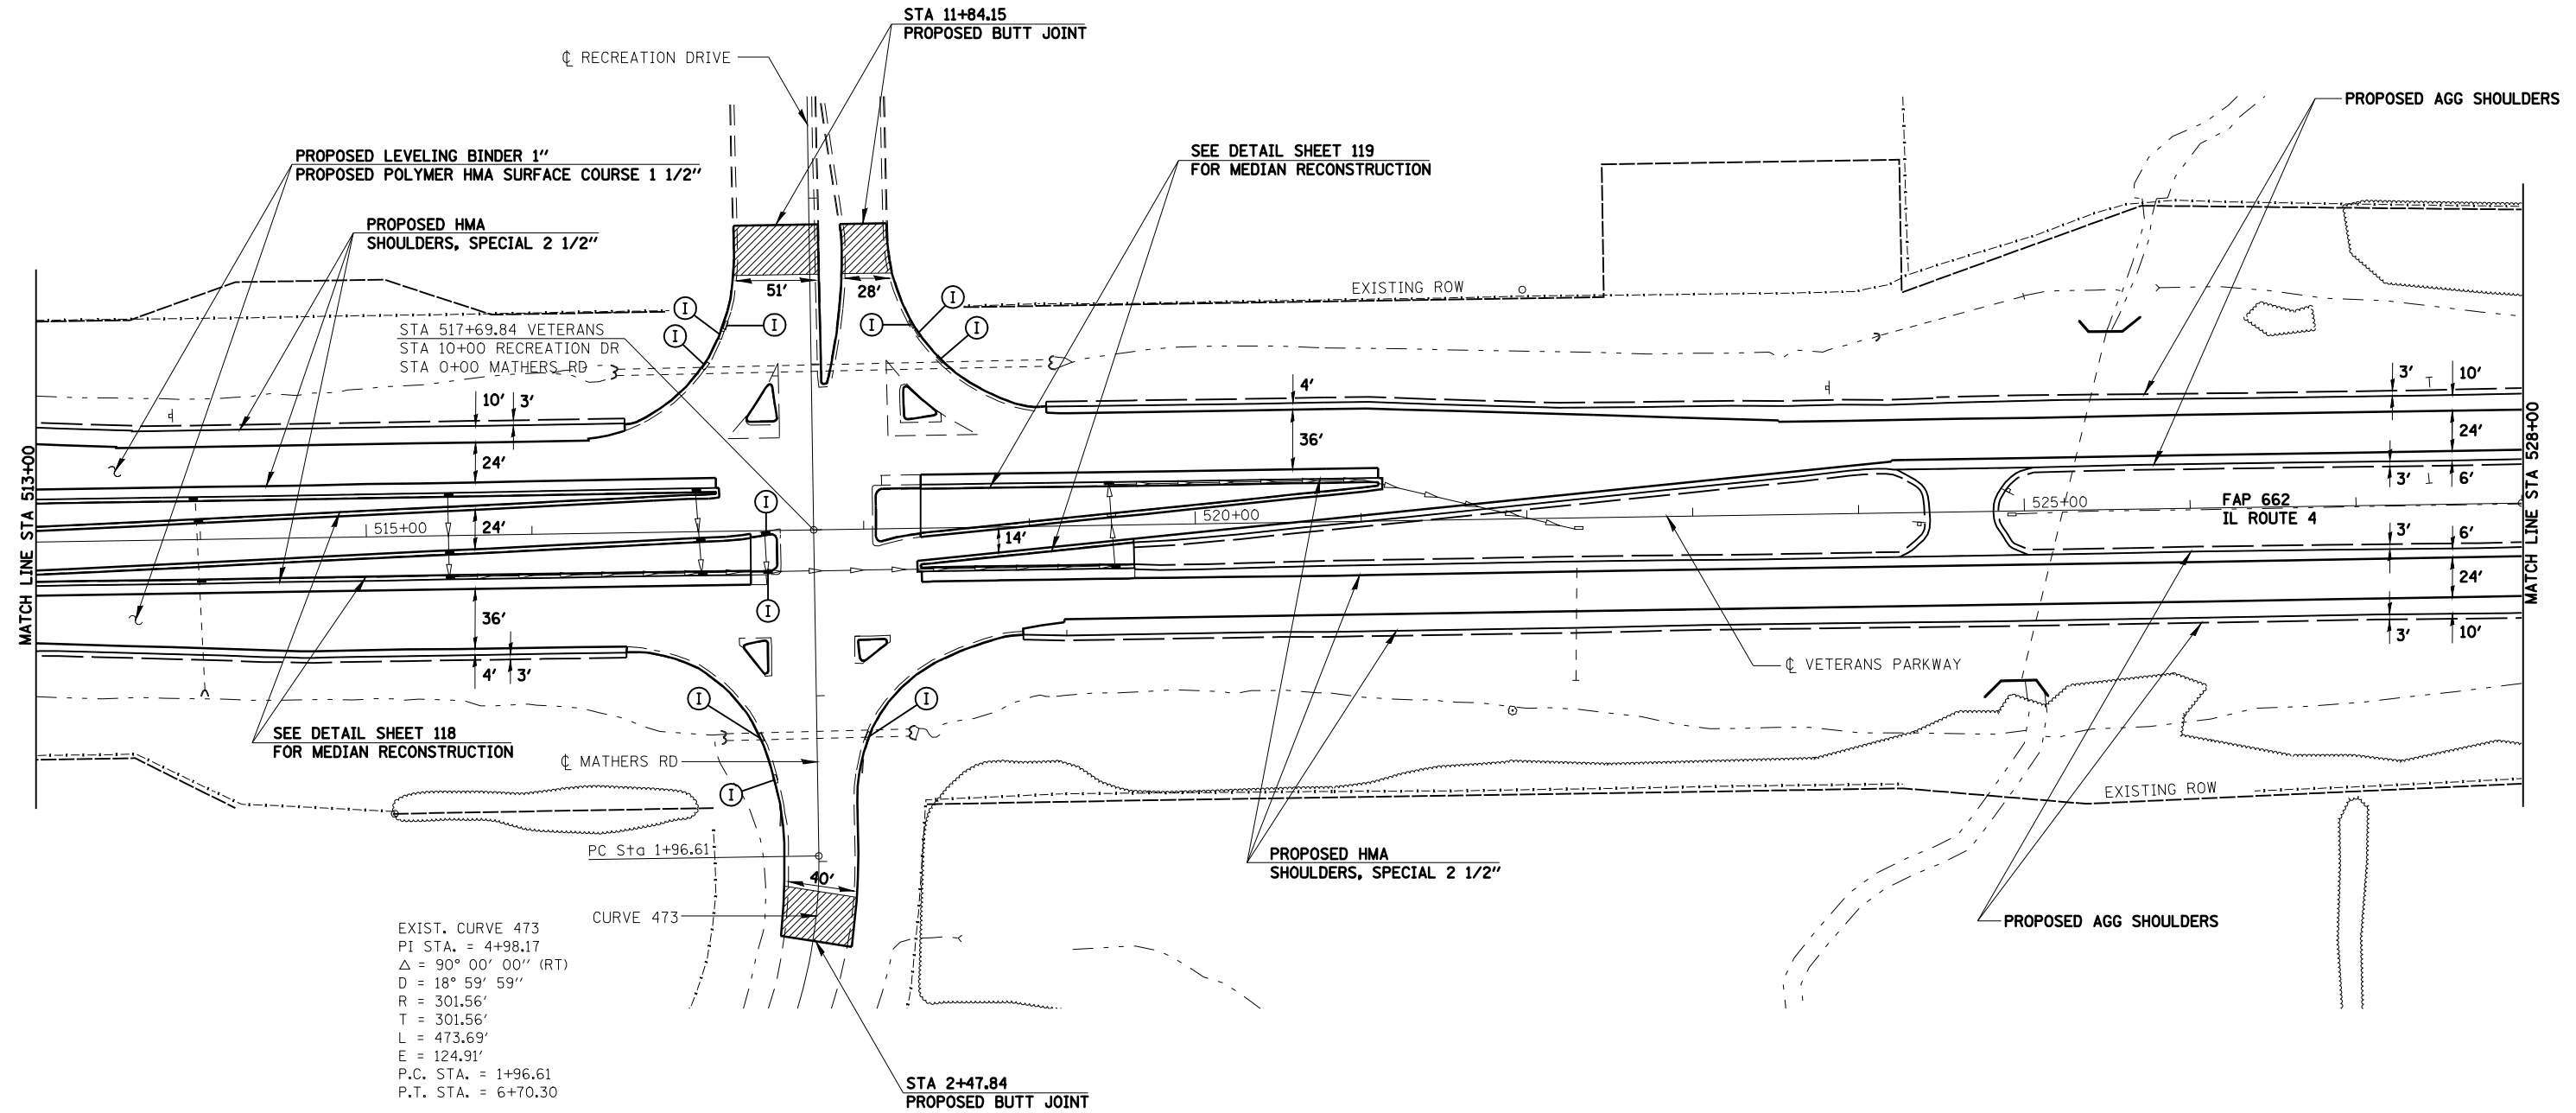 STA 11+84.15
PROPOSED BUTT JOINT
℄ RECREATION DRIVE
PROPOSED AGG SHOULDERS
PROPOSED LEVELING BINDER 1"
PROPOSED POLYMER HMA SURFACE COURSE 1 1/2"
SEE DETAIL SHEET 119
FOR MEDIAN RECONSTRUCTION
PROPOSED HMA
SHOULDERS, SPECIAL 2 1/2"
51'
28'
EXISTING ROW
I
I
I
I
I
I
STA 517+69.84 VETERANS
STA 10+00 RECREATION DR
STA 0+00 MATHERS RD
10'
3'
4'
3'
10'
24'
36'
24'
MATCH LINE STA 513+00
MATCH LINE STA 528+00
3'
6'
I
515+00
24'
14'
520+00
525+00
FAP 662
IL ROUTE 4
3'
6'
24'
I
36'
4'
3'
3'
10'
℄ VETERANS PARKWAY
I
I
SEE DETAIL SHEET 118
FOR MEDIAN RECONSTRUCTION
℄ MATHERS RD
I
EXISTING ROW
PC Sta 1+96.61
PROPOSED HMA
SHOULDERS, SPECIAL 2 1/2"
40'
CURVE 473
PROPOSED AGG SHOULDERS
EXIST. CURVE 473
PI STA. = 4+98.17
Δ = 90° 00' 00" (RT)
D = 18° 59' 59"
R = 301.56'
T = 301.56'
L = 473.69'
E = 124.91'
P.C. STA. = 1+96.61
P.T. STA. = 6+70.30
STA 2+47.84
PROPOSED BUTT JOINT